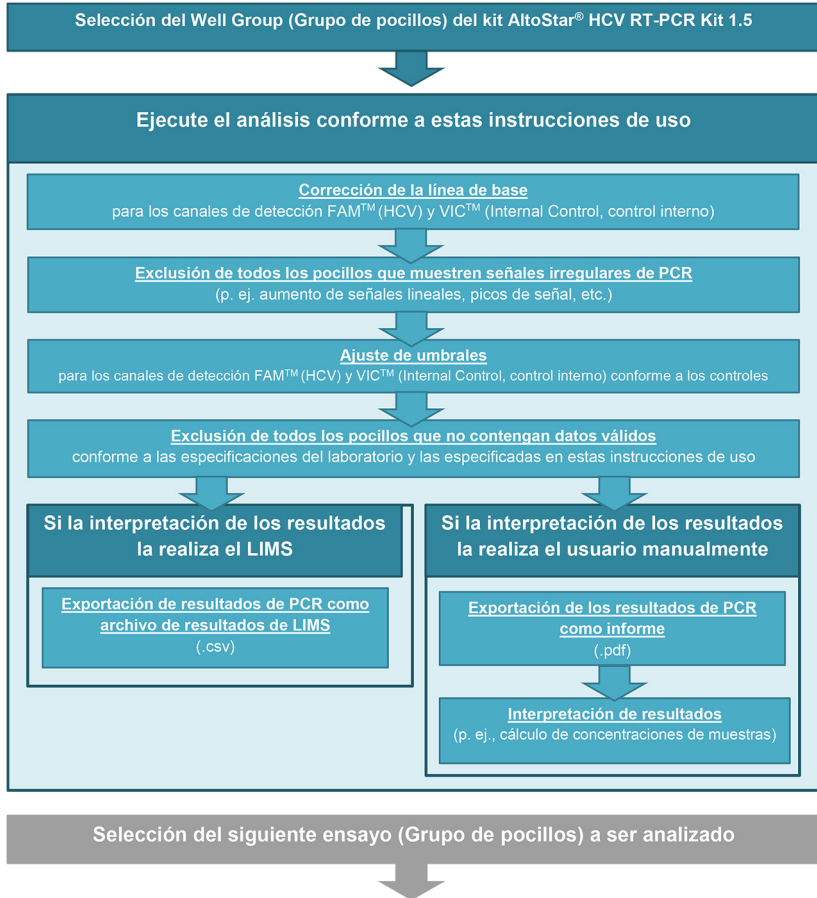 Selección del Well Group (Grupo de pocillos) del kit AltoStar® HCV RT-PCR Kit 1.5
Ejecute el análisis conforme a estas instrucciones de uso
Corrección de la línea de base
para los canales de detección FAM™ (HCV) y VIC™ (Internal Control, control interno)
Exclusión de todos los pocillos que muestren señales irregulares de PCR
(p. ej. aumento de señales lineales, picos de señal, etc.)
Ajuste de umbrales
para los canales de detección FAM™ (HCV) y VIC™ (Internal Control, control interno) conforme a los controles
Exclusión de todos los pocillos que no contengan datos válidos
conforme a las especificaciones del laboratorio y las especificadas en estas instrucciones de uso
Si la interpretación de los resultados
la realiza el LIMS
Exportación de resultados de PCR como
archivo de resultados de LIMS
(.csv)
Si la interpretación de los resultados
la realiza el usuario manualmente
Exportación de los resultados de PCR
como informe
(.pdf)
Interpretación de resultados
(p. ej., cálculo de concentraciones de muestras)
Selección del siguiente ensayo (Grupo de pocillos) a ser analizado